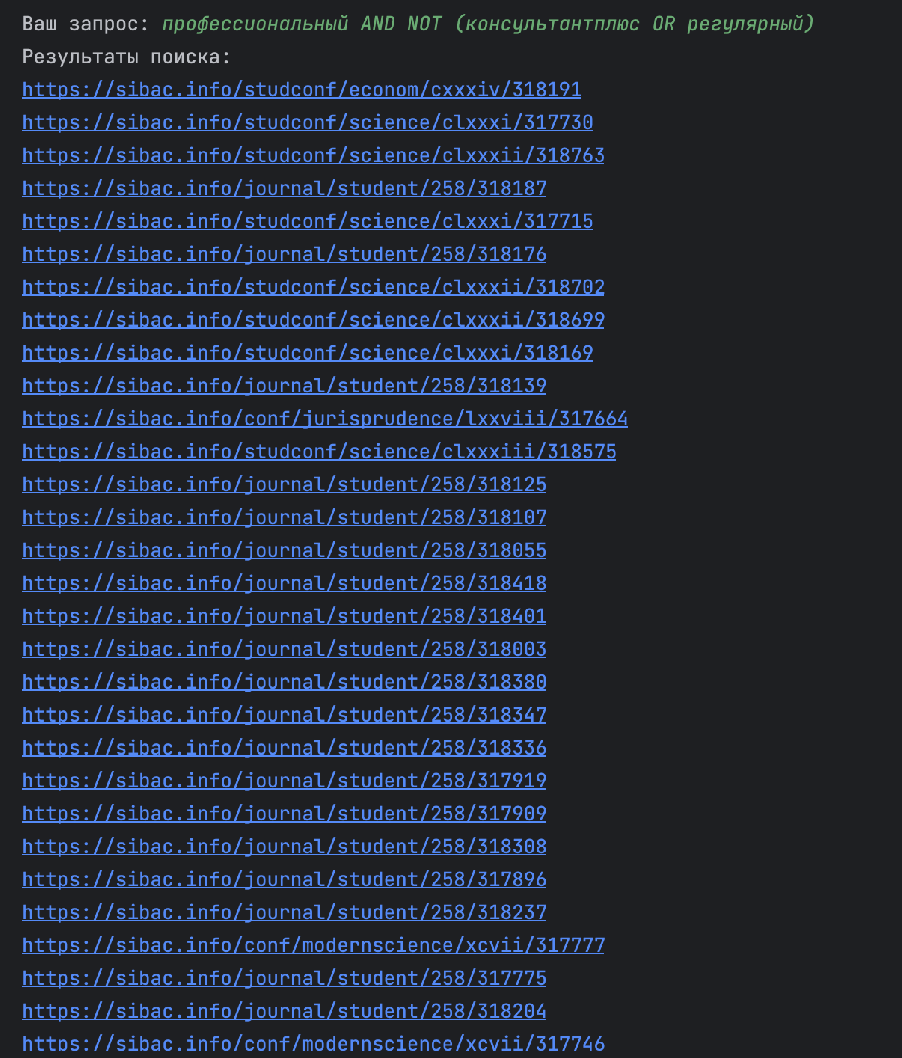 Ваш запрос: профессиональный AND NOT (консультантплюс OR регулярный)
Результаты поиска:
https://sibac.info/studconf/econom/cxxxiv/318191
https://sibac.info/studconf/science/clxxxi/317730
https://sibac.info/studconf/science/clxxxii/318763
https://sibac.info/journal/student/258/318187
https://sibac.info/studconf/science/clxxxi/317715
https://sibac.info/journal/student/258/318176
https://sibac.info/studconf/science/clxxxii/318702
https://sibac.info/studconf/science/clxxxii/318699
https://sibac.info/studconf/science/clxxxi/318169
https://sibac.info/journal/student/258/318139
https://sibac.info/conf/jurisprudence/lxxviii/317664
https://sibac.info/studconf/science/clxxxiii/318575
https://sibac.info/journal/student/258/318125
https://sibac.info/journal/student/258/318107
https://sibac.info/journal/student/258/318055
https://sibac.info/journal/student/258/318418
https://sibac.info/journal/student/258/318401
https://sibac.info/journal/student/258/318003
https://sibac.info/journal/student/258/318380
https://sibac.info/journal/student/258/318347
https://sibac.info/journal/student/258/318336
https://sibac.info/journal/student/258/317919
https://sibac.info/journal/student/258/317909
https://sibac.info/journal/student/258/318308
https://sibac.info/journal/student/258/317896
https://sibac.info/journal/student/258/318237
https://sibac.info/conf/modernscience/xcvii/317777
https://sibac.info/journal/student/258/317775
https://sibac.info/journal/student/258/318204
https://sibac.info/conf/modernscience/xcvii/317746